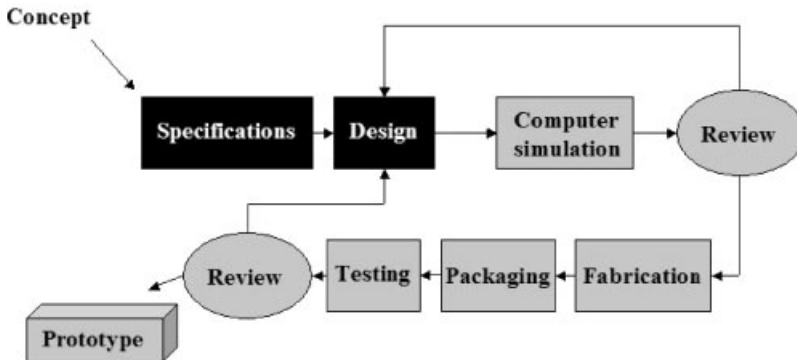 Concept
Specifications
Design
Computer
simulation
Review
Review
Testing
Packaging
Fabrication
Prototype